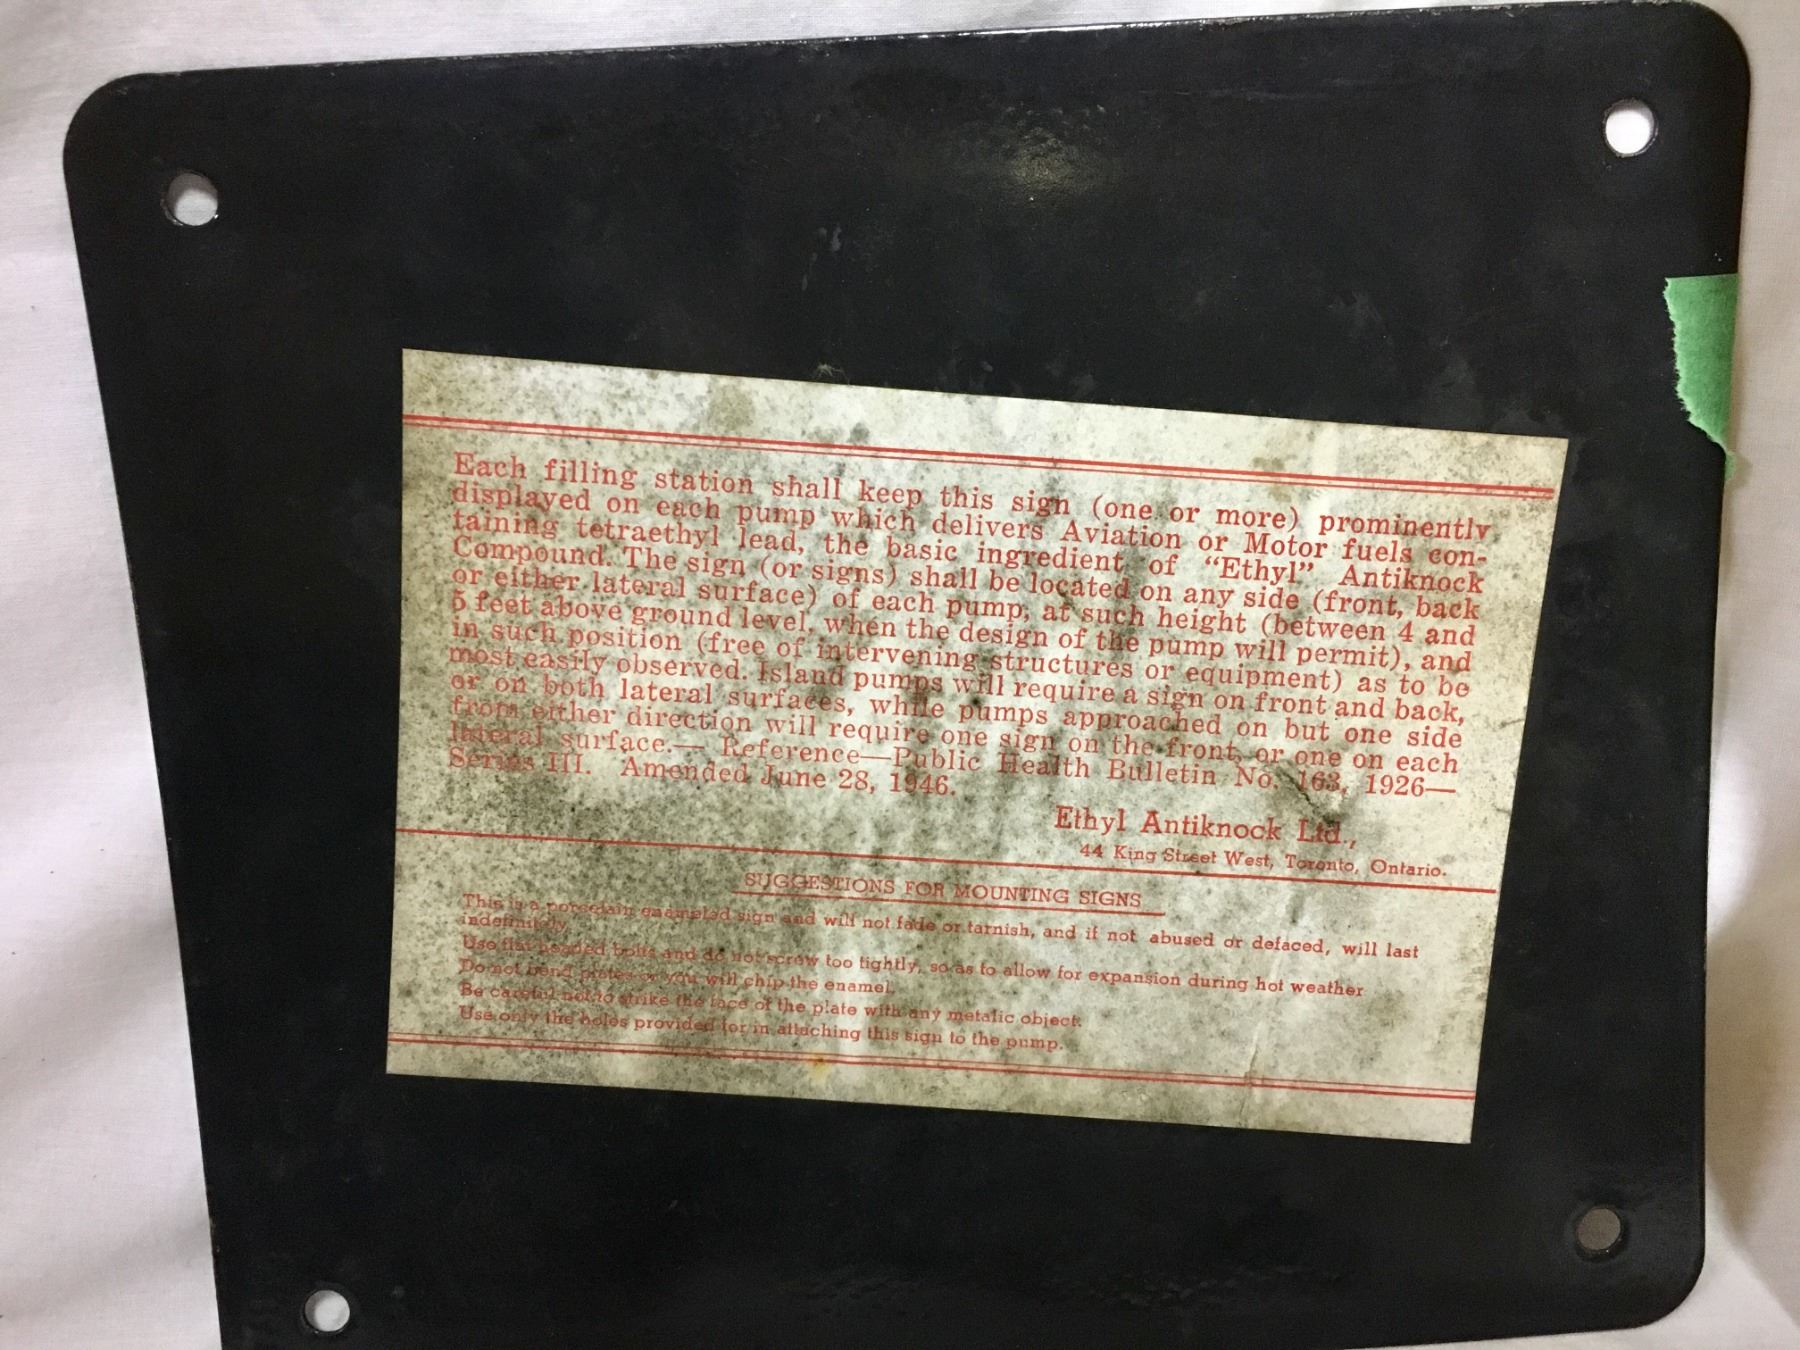 Each filling station shall keep this sign (one or more) prominently
displayed on each pump which delivers Aviation or Motor fuels con-
taining tetraethyl lead, the basic ingredient of “Ethyl” Antiknock
Compound. The sign (or signs) shall be located on any side (front, back
or either lateral surface) of each pump, at such height (between 4 and
5 feet above ground level, when the design of the pump will permit), and
in such position (free of intervening structures or equipment) as to be
most easily observed. Island pumps will require a sign on front and back,
or on both lateral surfaces, while pumps approached on but one side
from either direction will require one sign on the front, or one on each
lateral surface.— Reference—Public Health Bulletin No. 163, 1926—
Series III. Amended June 28, 1946.
Ethyl Antiknock Ltd.,
44 King Street West, Toronto, Ontario.
SUGGESTIONS FOR MOUNTING SIGNS
This is a porcelain enameled sign and will not fade or tarnish, and if not abused or defaced, will last
indefinitely.
Use flat headed bolts and do not screw too tightly, so as to allow for expansion during hot weather
Do not bend plates or you will chip the enamel.
Be careful not to strike the face of the plate with any metalic object.
Use only the holes provided for in attaching this sign to the pump.